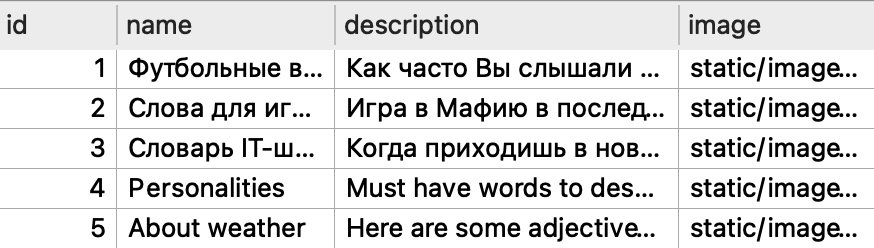 id name description image
1 Футбольные в... Как часто Вы слышали ... static/image...
2 Слова для иг... Игра в Мафию в послед... static/image...
3 Словарь IT-ш... Когда приходишь в нов... static/image...
4 Personalities Must have words to des... static/image...
5 About weather Here are some adjective... static/image...